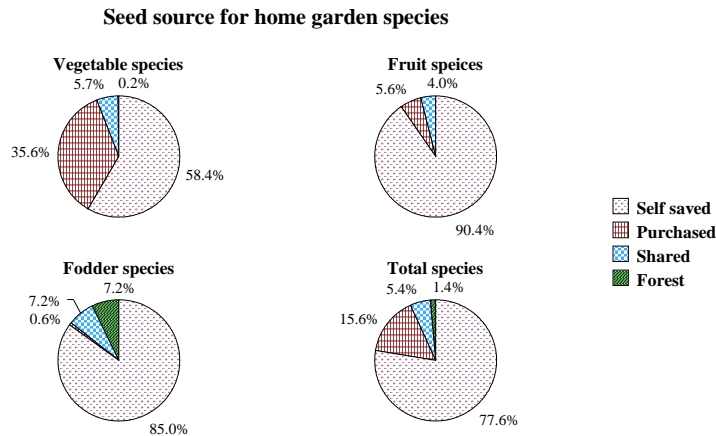 Seed source for home garden species
Vegetable species
5.7%
0.2%
35.6%
58.4%
Fruit speices
5.6%
4.0%
90.4%
Fodder species
7.2%
7.2%
0.6%
85.0%
Total species
5.4%
1.4%
15.6%
77.6%
Self saved
Purchased
Shared
Forest